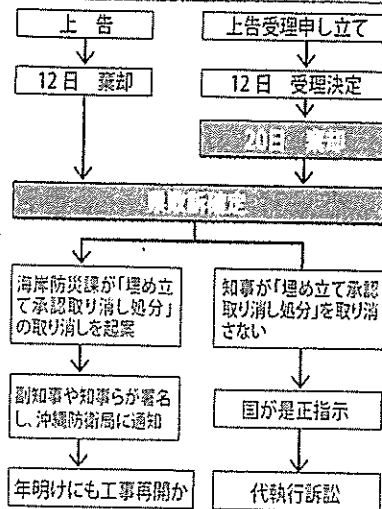 上 告
12日 棄却
上告受理申し立て
12日 受理決定
20日 棄却
県敗訴確定
海岸防災課が「埋め立
て承認取り消し処分」
の取り消しを起案
副知事や知事らが署名
し、沖縄防衛局に通知
年明けにも工事再開か
知事が「埋め立て承認
取り消し処分」を取り消
さない
国が是正指示
代執行訴訟